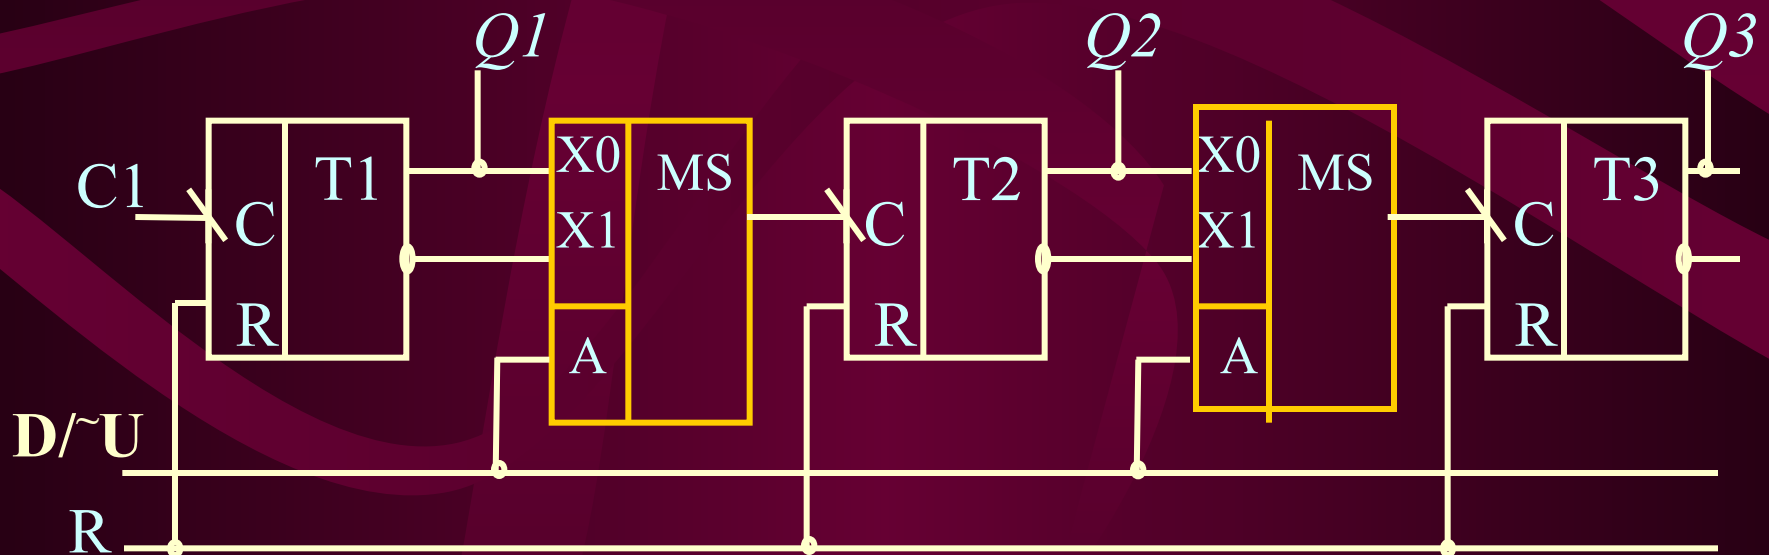 Q1 Q2 Q3
X0 MS X0 MS
C1 T1 T2 T3
C X1 C X1 C
R A R A R
D/~U
R